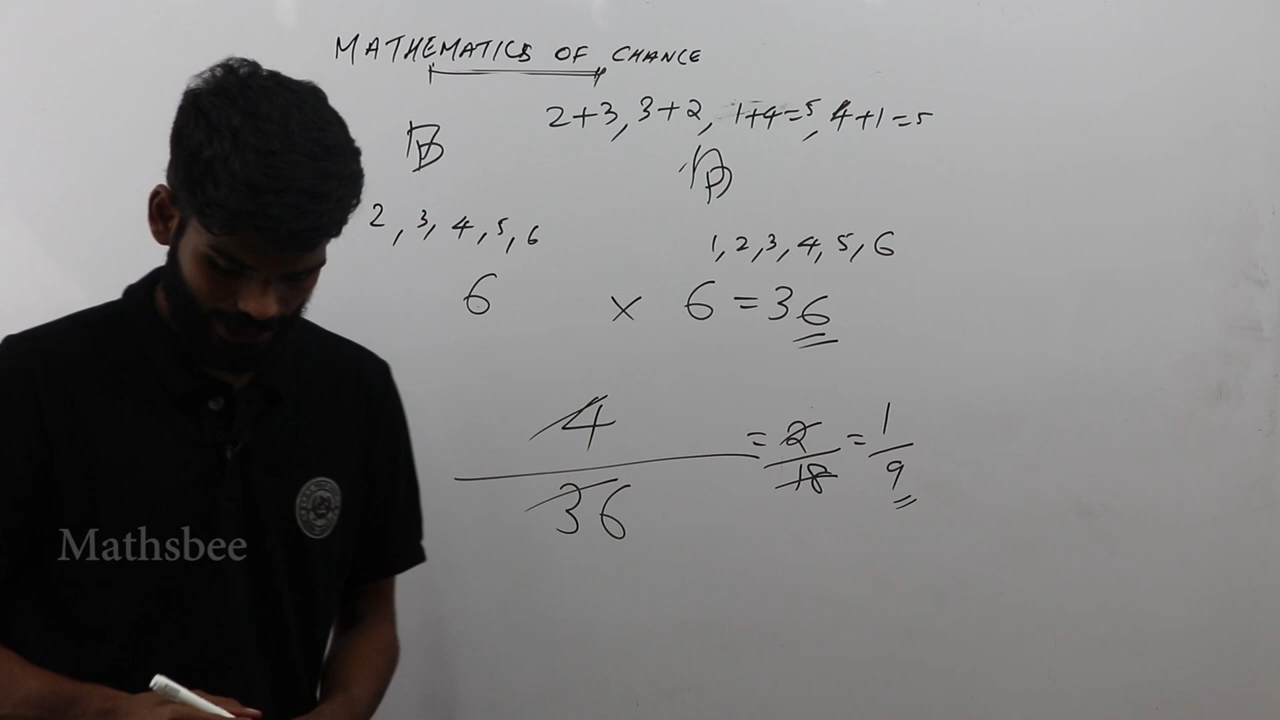 MATHEMATICS OF CHANCE
2+3, 3+2, 1+4=5, 4+1=5
2, 3, 4, 5, 6
1, 2, 3, 4, 5, 6
6 × 6 = 36
4/36 = 2/18 = 1/9
Mathsbee